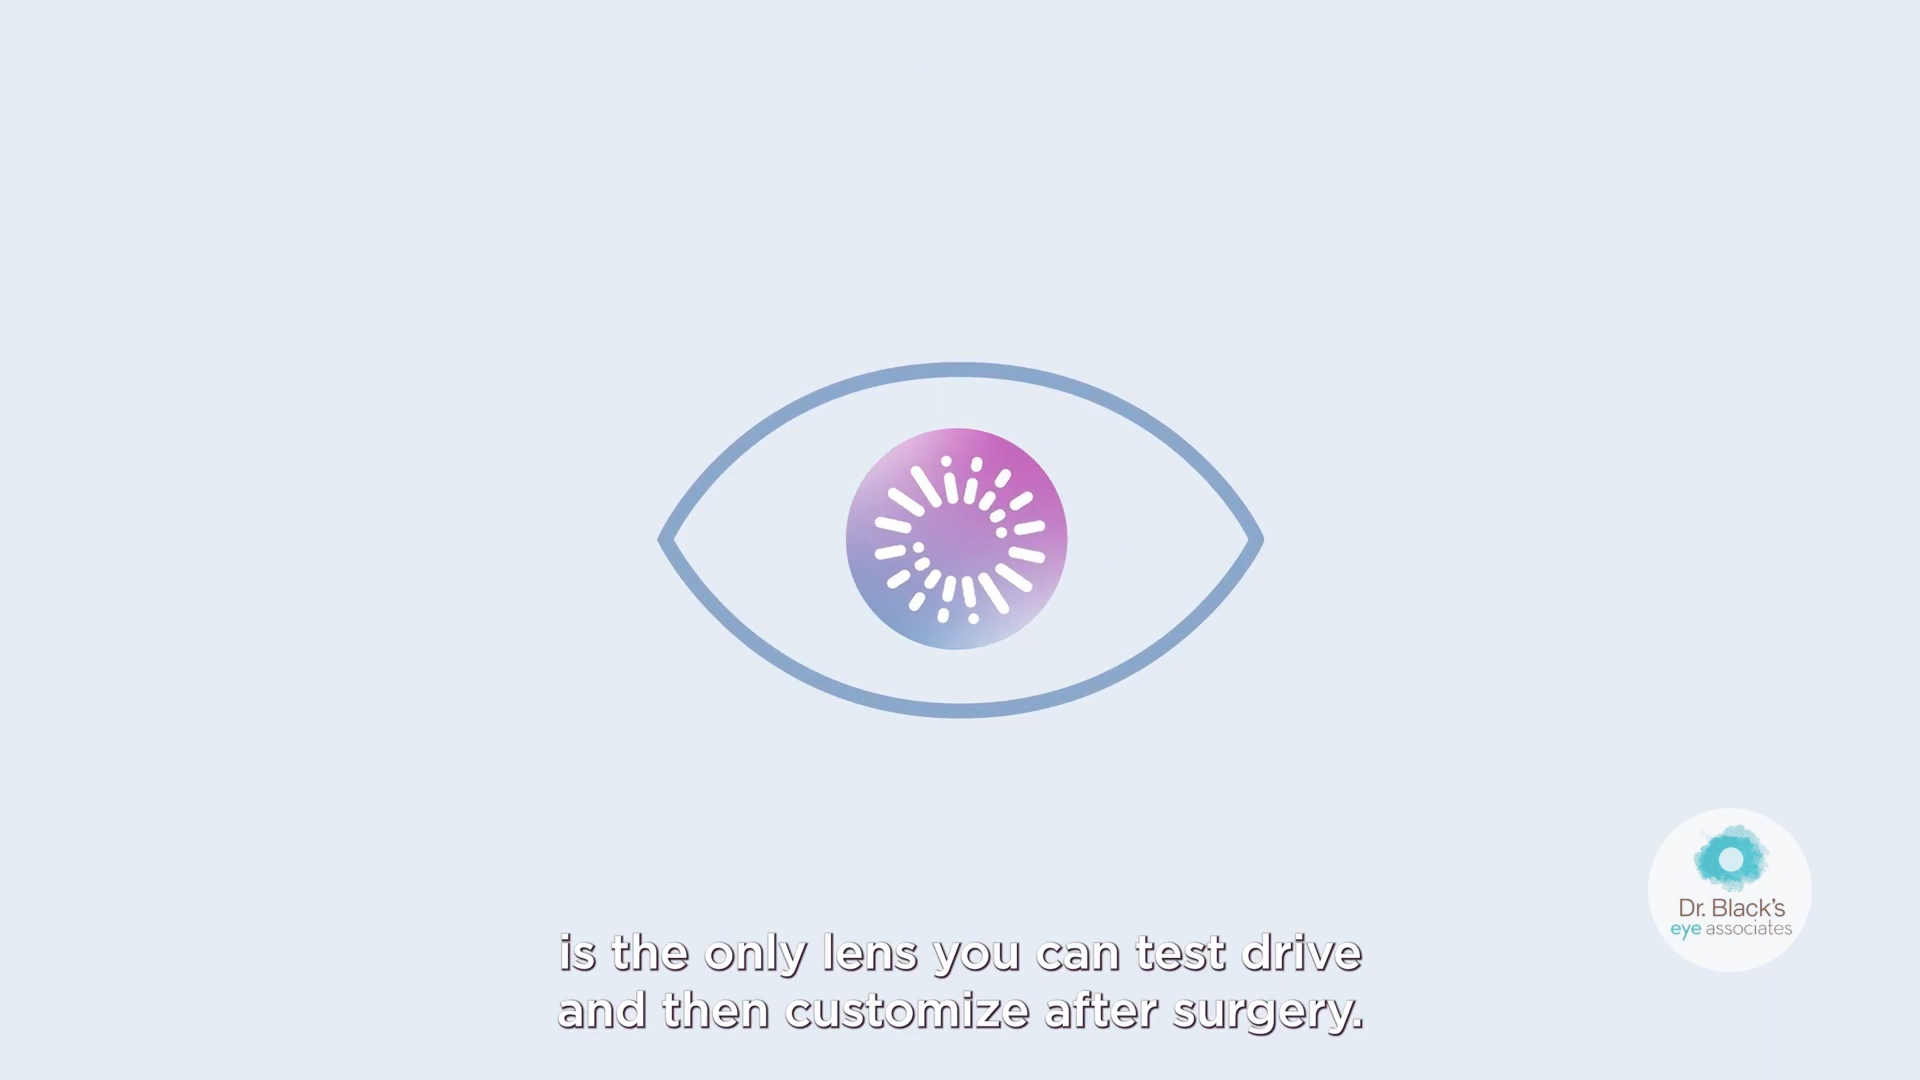 Dr. Black's
eye associates
is the only lens you can test drive
and then customize after surgery.